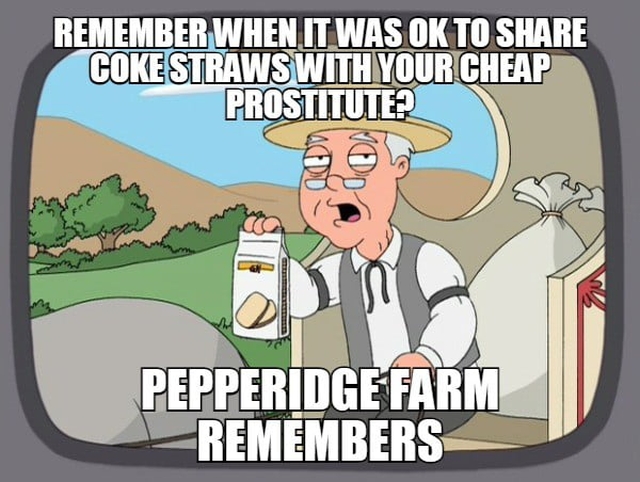 REMEMBER WHEN IT WAS OK TO SHARE
COKE STRAWS WITH YOUR CHEAP
PROSTITUTE?
PEPPERIDGE FARM
REMEMBERS